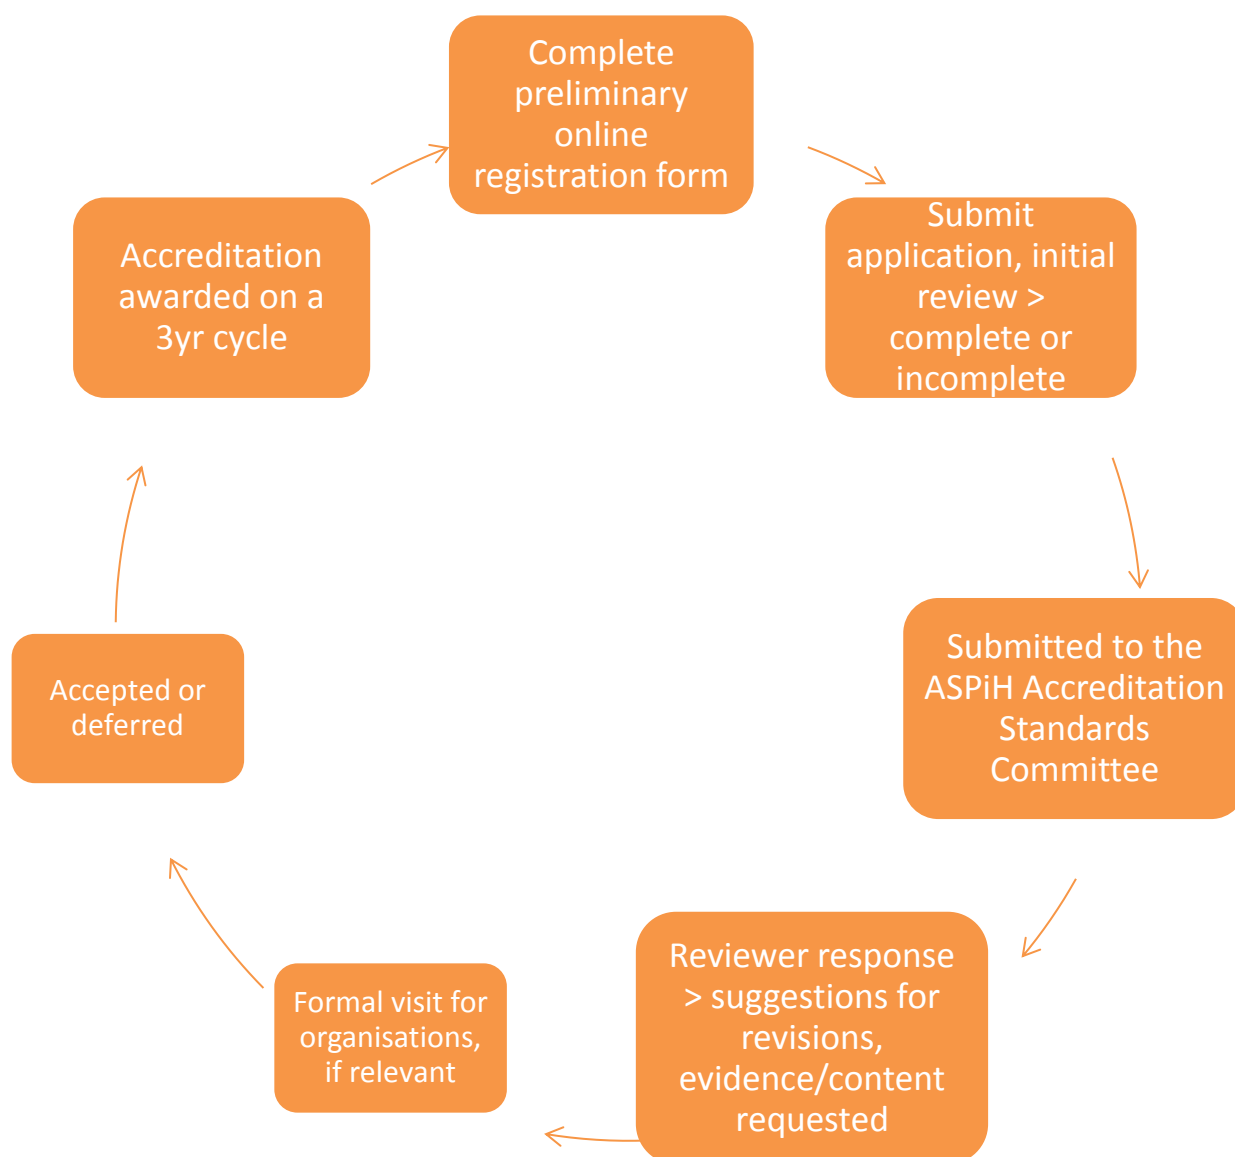 Complete
preliminary
online
registration form
Submit
application, initial
review >
complete or
incomplete
Submitted to the
ASPiH Accreditation
Standards
Committee
Reviewer response
> suggestions for
revisions,
evidence/content
requested
Formal visit for
organisations,
if relevant
Accepted or
deferred
Accreditation
awarded on a
3yr cycle